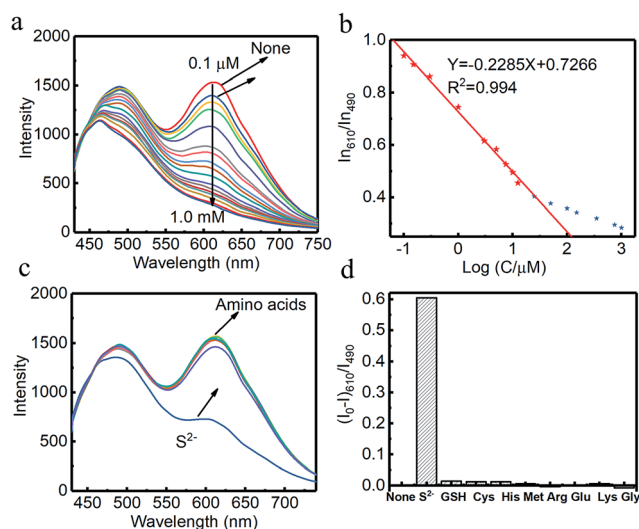 a
2000
1500
1000
500
0
Intensity
450 500 550 600 650 700 750
Wavelength (nm)
0.1 μM
None
1.0 mM
b
1.0
0.8
0.6
0.4
In610/In490
Y=-0.2285X+0.7266
R²=0.994
-1 0 1 2 3
Log (C/μM)
c
2000
1500
1000
500
0
Intensity
450 500 550 600 650 700
Wavelength (nm)
Amino acids
S²⁻
d
0.6
0.5
0.4
0.3
0.2
0.1
0.0
(I₀-I)610/I490
None S²⁻ GSH Cys His Met Arg Glu Lys Gly